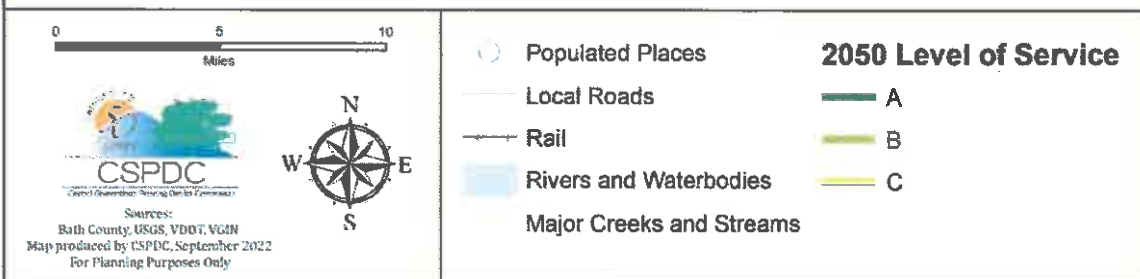 0 5 10
Miles
CSPDC
Sources:
Bath County, USGS, VDOT, VGIN
Map produced by CSPDC, September 2022
For Planning Purposes Only
N
W E
S
Populated Places
Local Roads
Rail
Rivers and Waterbodies
Major Creeks and Streams
2050 Level of Service
A
B
C